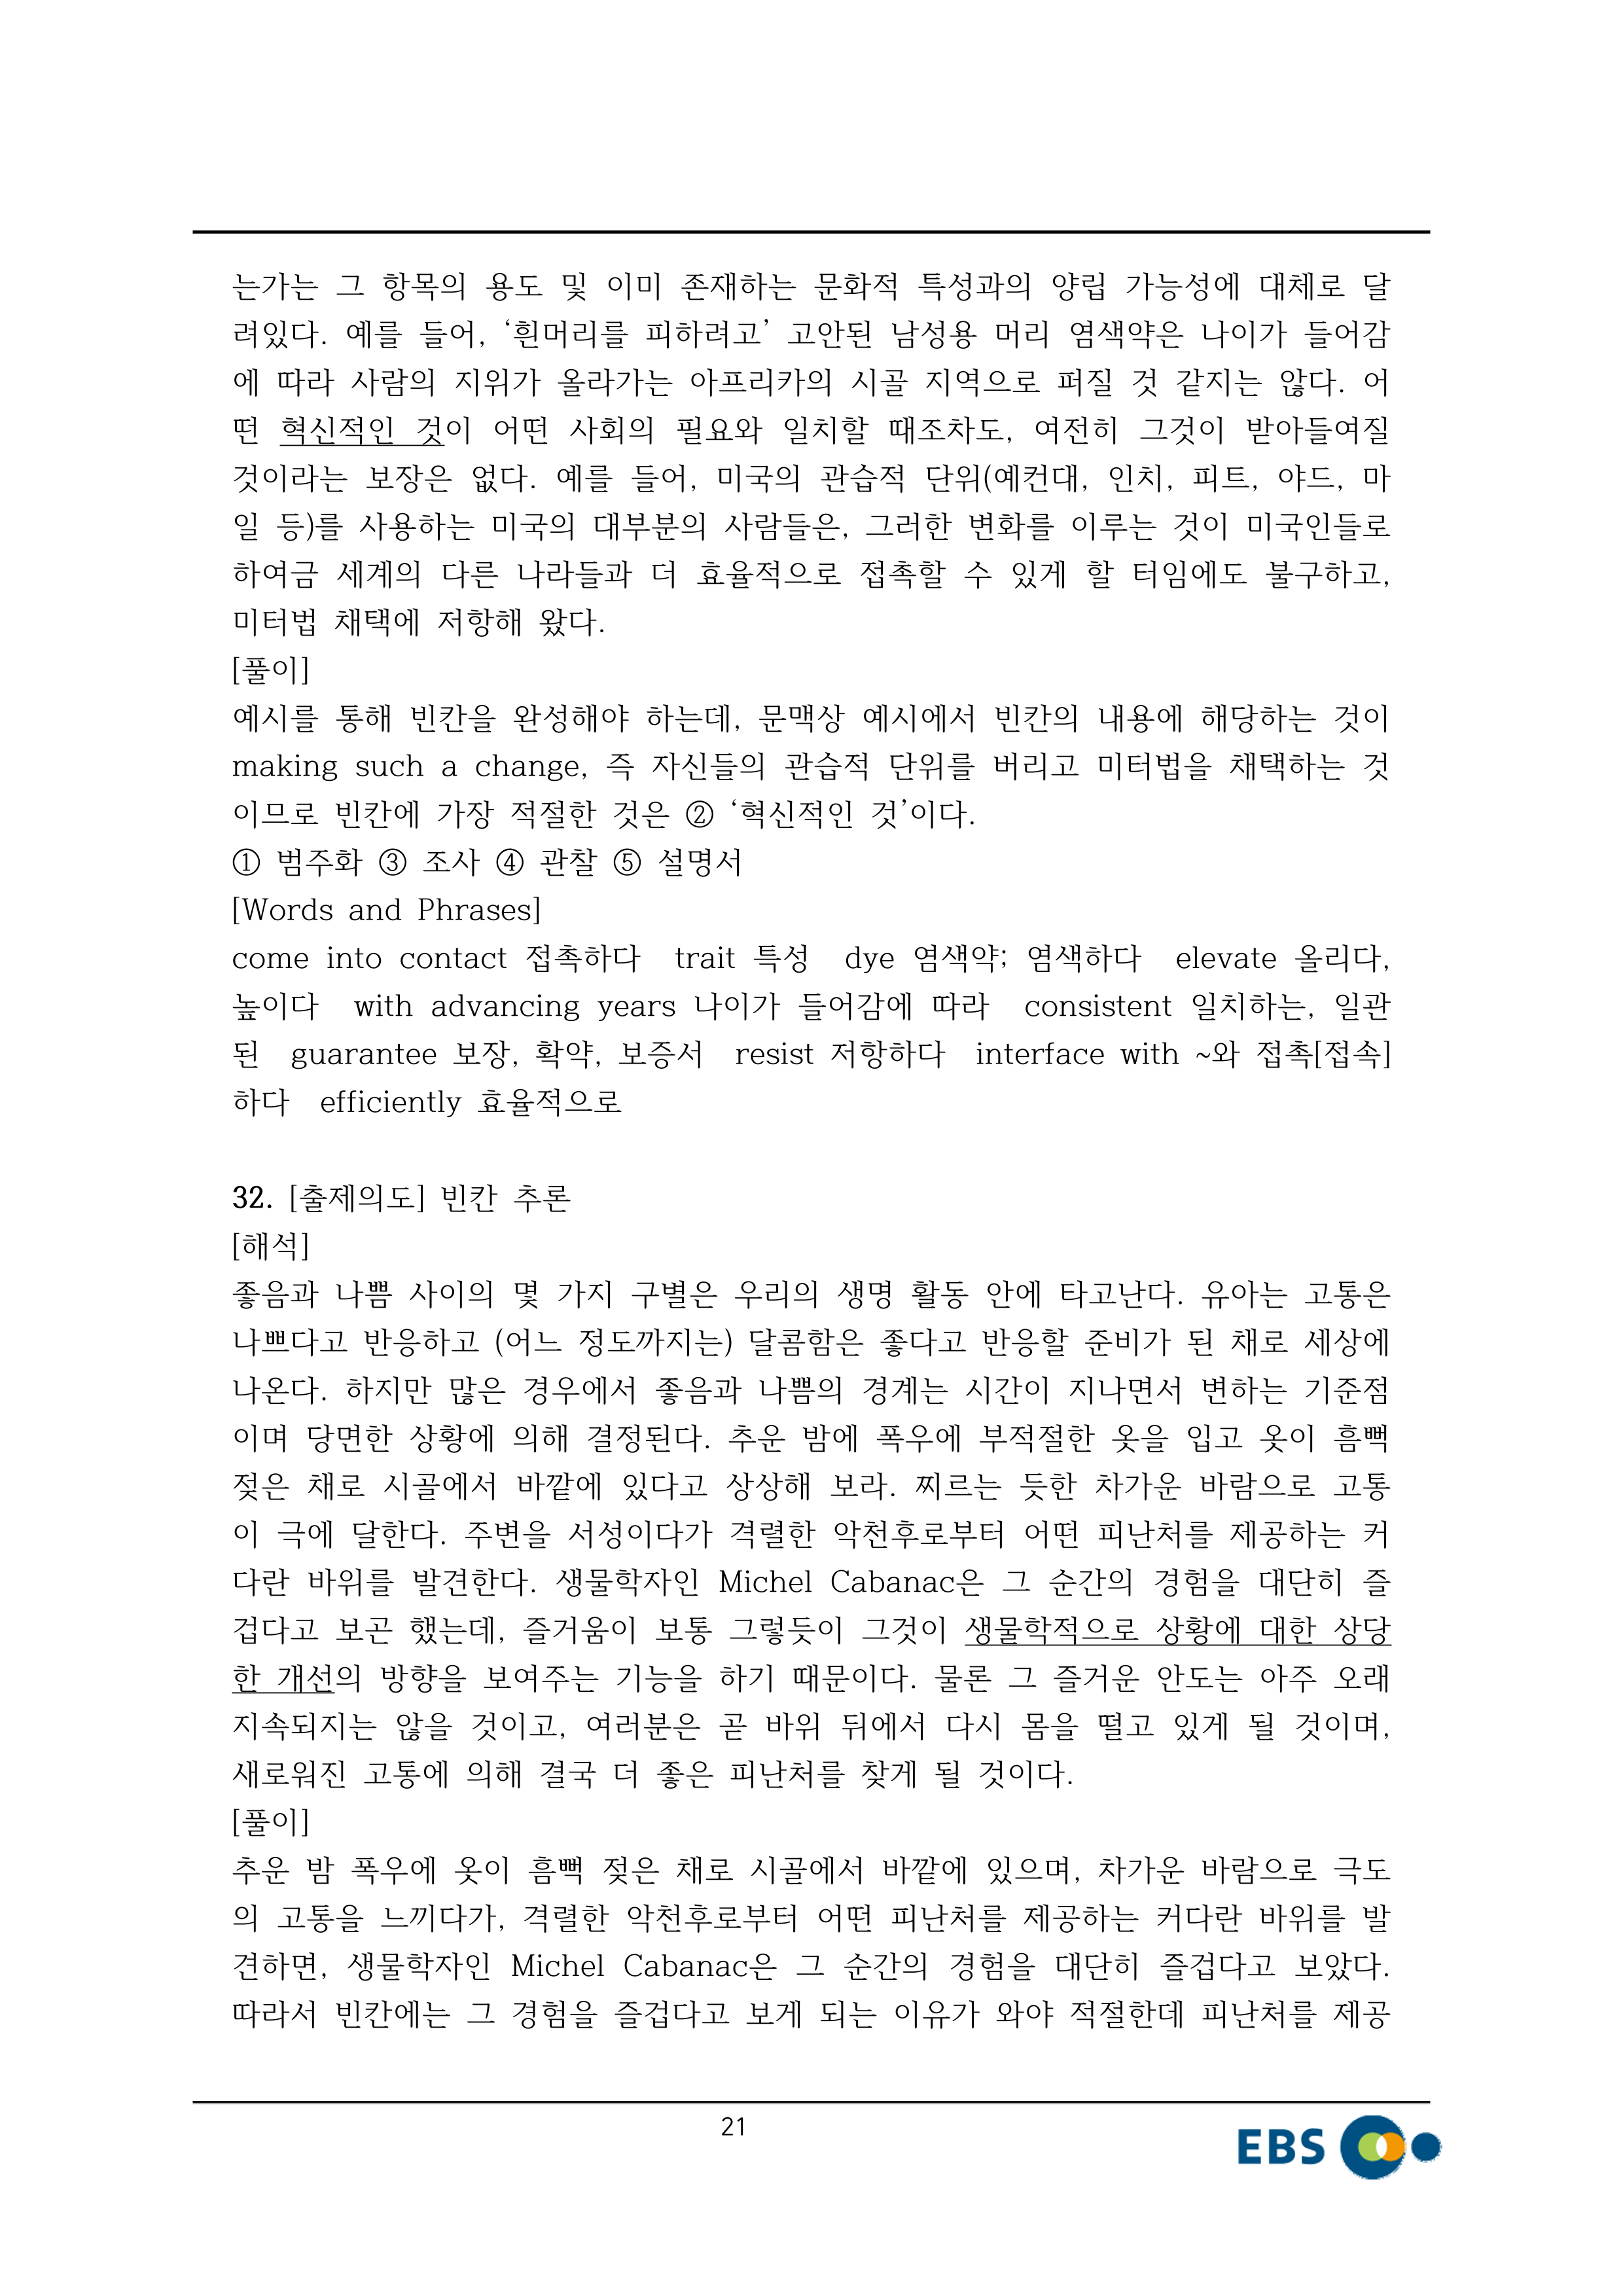 는가는 그 항목의 용도 및 이미 존재하는 문화적 특성과의 양립 가능성에 대체로 달
려있다. 예를 들어, ‘흰머리를 피하려고’ 고안된 남성용 머리 염색약은 나이가 들어감
에 따라 사람의 지위가 올라가는 아프리카의 시골 지역으로 퍼질 것 같지는 않다. 어
떤 혁신적인 것이 어떤 사회의 필요와 일치할 때조차도, 여전히 그것이 받아들여질
것이라는 보장은 없다. 예를 들어, 미국의 관습적 단위(예컨대, 인치, 피트, 야드, 마
일 등)를 사용하는 미국의 대부분의 사람들은, 그러한 변화를 이루는 것이 미국인들로
하여금 세계의 다른 나라들과 더 효율적으로 접촉할 수 있게 할 터임에도 불구하고,
미터법 채택에 저항해 왔다.
[풀이]
예시를 통해 빈칸을 완성해야 하는데, 문맥상 예시에서 빈칸의 내용에 해당하는 것이
making such a change, 즉 자신들의 관습적 단위를 버리고 미터법을 채택하는 것
이므로 빈칸에 가장 적절한 것은 ② ‘혁신적인 것’이다.
① 범주화 ③ 조사 ④ 관찰 ⑤ 설명서
[Words and Phrases]
come into contact 접촉하다 trait 특성 dye 염색약; 염색하다 elevate 올리다,
높이다 with advancing years 나이가 들어감에 따라 consistent 일치하는, 일관
된 guarantee 보장, 확약, 보증서 resist 저항하다 interface with ~와 접촉[접속]
하다 efficiently 효율적으로
32. [출제의도] 빈칸 추론
[해석]
좋음과 나쁨 사이의 몇 가지 구별은 우리의 생명 활동 안에 타고난다. 유아는 고통은
나쁘다고 반응하고 (어느 정도까지는) 달콤함은 좋다고 반응할 준비가 된 채로 세상에
나온다. 하지만 많은 경우에서 좋음과 나쁨의 경계는 시간이 지나면서 변하는 기준점
이며 당면한 상황에 의해 결정된다. 추운 밤에 폭우에 부적절한 옷을 입고 옷이 흠뻑
젖은 채로 시골에서 바깥에 있다고 상상해 보라. 찌르는 듯한 차가운 바람으로 고통
이 극에 달한다. 주변을 서성이다가 격렬한 악천후로부터 어떤 피난처를 제공하는 커
다란 바위를 발견한다. 생물학자인 Michel Cabanac은 그 순간의 경험을 대단히 즐
겁다고 보곤 했는데, 즐거움이 보통 그렇듯이 그것이 생물학적으로 상황에 대한 상당
한 개선의 방향을 보여주는 기능을 하기 때문이다. 물론 그 즐거운 안도는 아주 오래
지속되지는 않을 것이고, 여러분은 곧 바위 뒤에서 다시 몸을 떨고 있게 될 것이며,
새로워진 고통에 의해 결국 더 좋은 피난처를 찾게 될 것이다.
[풀이]
추운 밤 폭우에 옷이 흠뻑 젖은 채로 시골에서 바깥에 있으며, 차가운 바람으로 극도
의 고통을 느끼다가, 격렬한 악천후로부터 어떤 피난처를 제공하는 커다란 바위를 발
견하면, 생물학자인 Michel Cabanac은 그 순간의 경험을 대단히 즐겁다고 보았다.
따라서 빈칸에는 그 경험을 즐겁다고 보게 되는 이유가 와야 적절한데 피난처를 제공
21
EBS